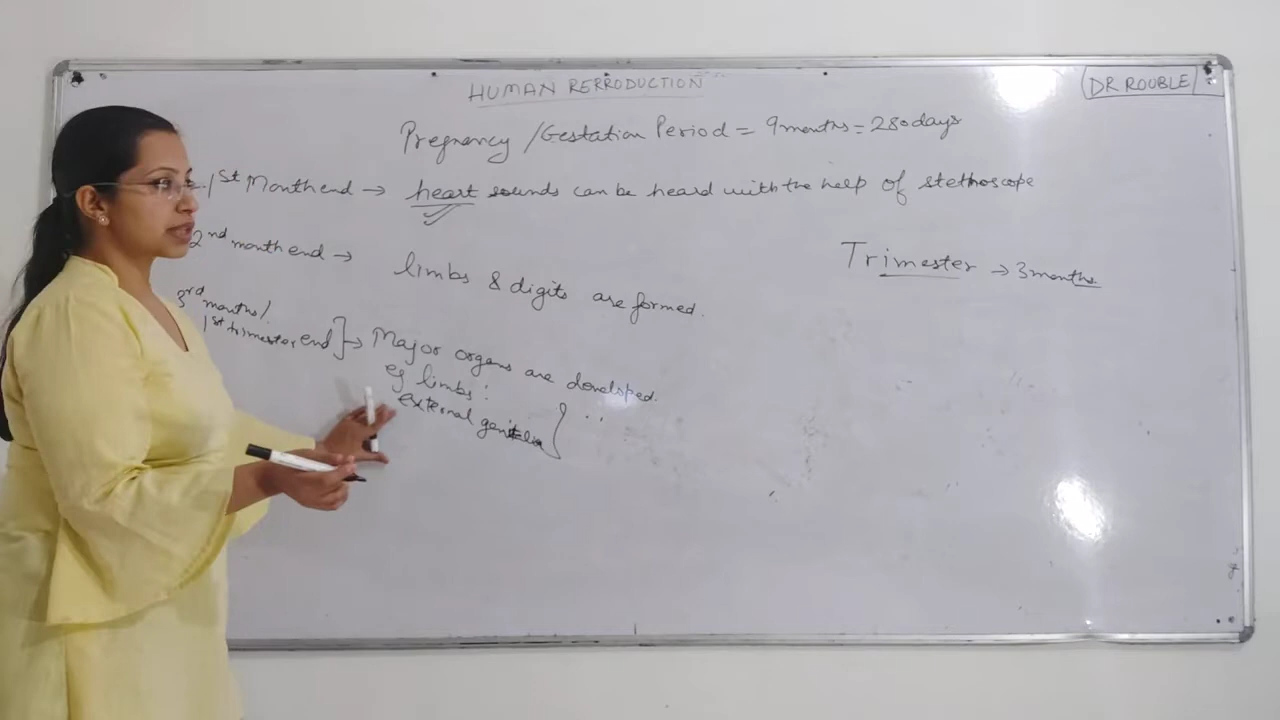 HUMAN RERRODUCTION
DR ROUBLE
Pregnancy /Gestation Period = 9months = 280days
1st Month end → heart sounds can be heard with the help of stethoscope
2nd month end → limbs & digits are formed.
Trimester → 3months.
3rd months/
1st trimester end } → Major organs are developed.
eg limbs:
external genitalia }